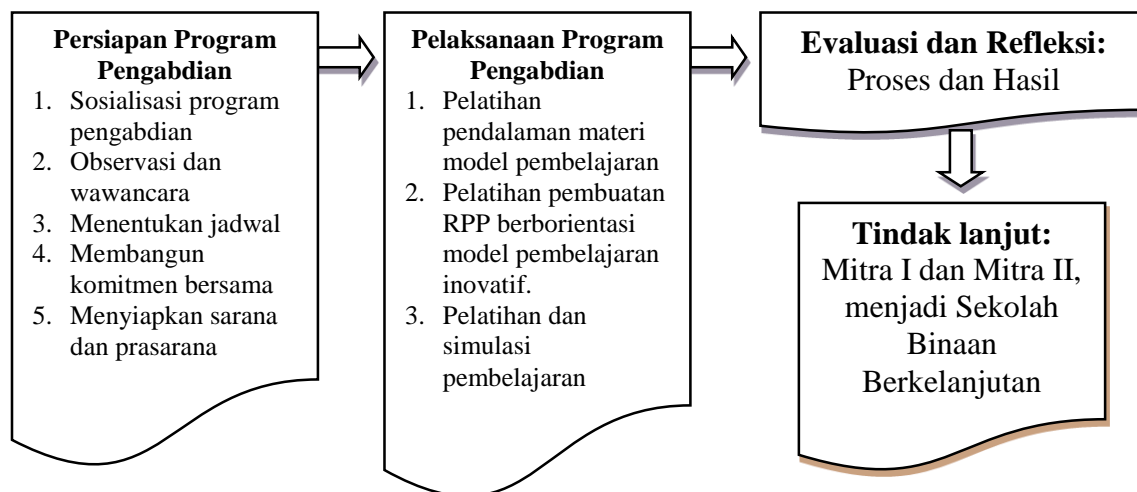 Persiapan Program
Pengabdian
1. Sosialisasi program
pengabdian
2. Observasi dan
wawancara
3. Menentukan jadwal
4. Membangun
komitmen bersama
5. Menyiapkan sarana
dan prasarana
Pelaksanaan Program
Pengabdian
1. Pelatihan
pendalaman materi
model pembelajaran
2. Pelatihan pembuatan
RPP berborientasi
model pembelajaran
inovatif.
3. Pelatihan dan
simulasi
pembelajaran
Evaluasi dan Refleksi:
Proses dan Hasil
Tindak lanjut:
Mitra I dan Mitra II,
menjadi Sekolah
Binaan
Berkelanjutan